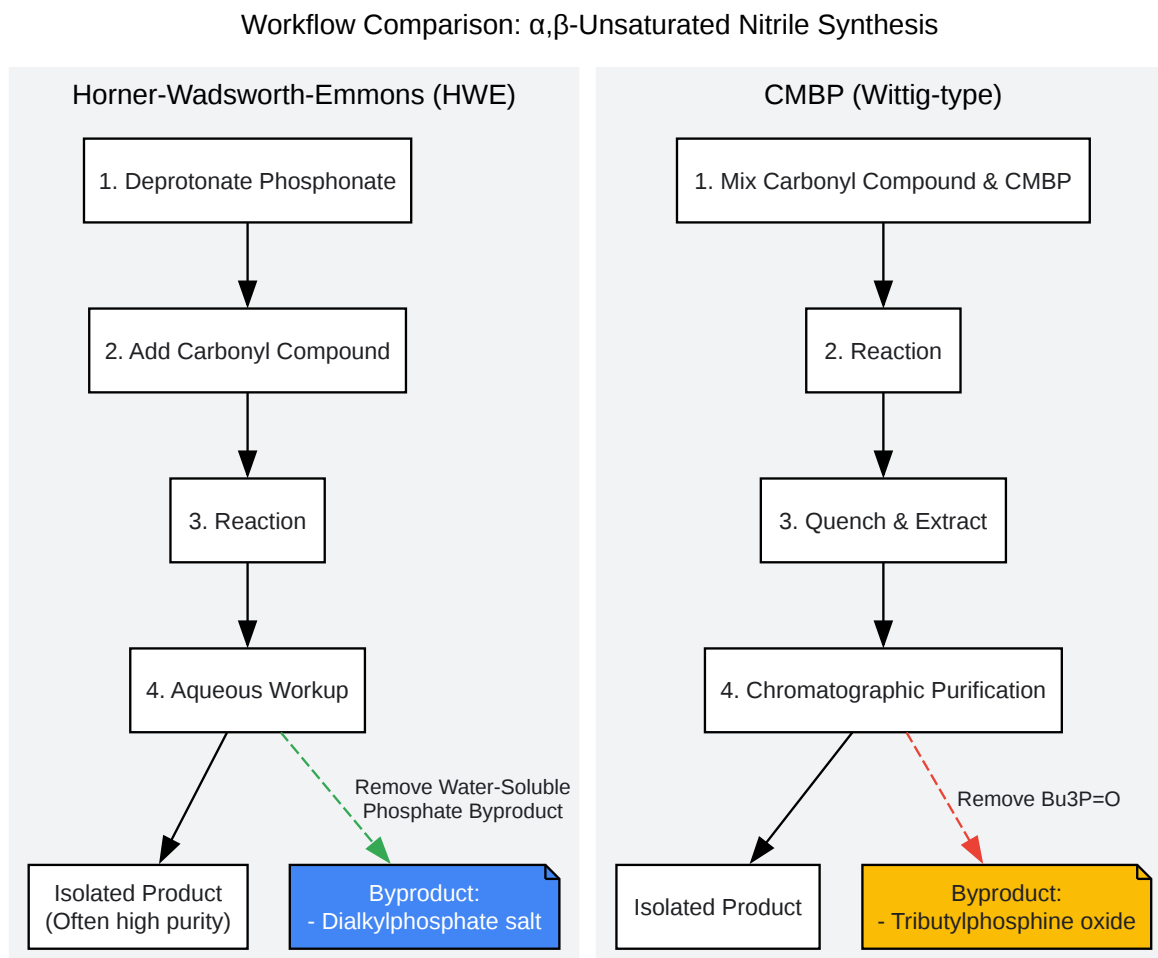 Workflow Comparison: α,β-Unsaturated Nitrile Synthesis
Horner-Wadsworth-Emmons (HWE)
1. Deprotonate Phosphonate
2. Add Carbonyl Compound
3. Reaction
4. Aqueous Workup
Remove Water-Soluble
Phosphate Byproduct
Isolated Product
(Often high purity)
Byproduct:
- Dialkylphosphate salt
CMBP (Wittig-type)
1. Mix Carbonyl Compound & CMBP
2. Reaction
3. Quench & Extract
4. Chromatographic Purification
Remove Bu3P=O
Isolated Product
Byproduct:
- Tributylphosphine oxide